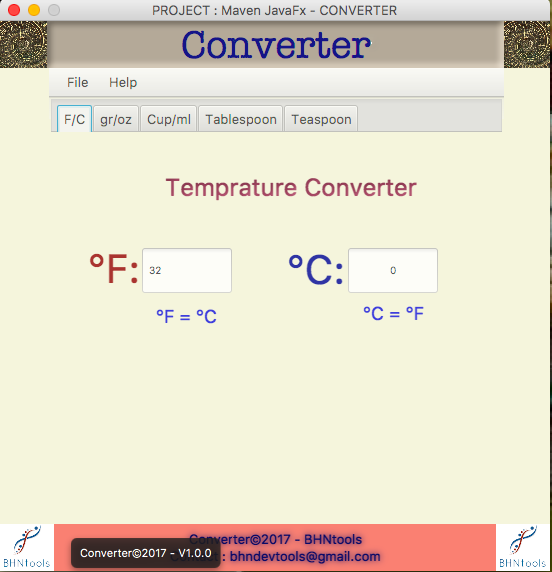 PROJECT : Maven JavaFx - CONVERTER
Converter
File Help
F/C gr/oz Cup/ml Tablespoon Teaspoon
Temprature Converter
°F: 32 °C: 0
°F = °C °C = °F
Converter©2017 - BHNtools
: bhndevtools@gmail.com
Converter©2017 - V1.0.0
BHNtools
BHNtools